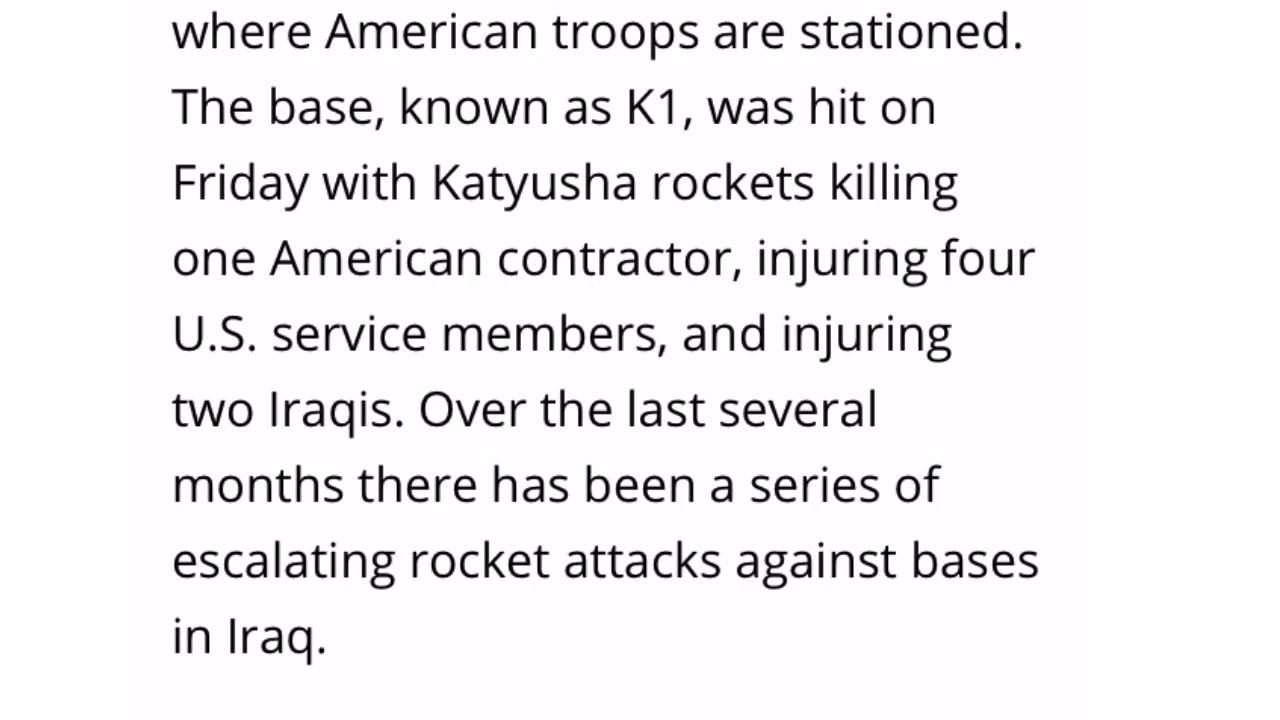 where American troops are stationed.
The base, known as K1, was hit on
Friday with Katyusha rockets killing
one American contractor, injuring four
U.S. service members, and injuring
two Iraqis. Over the last several
months there has been a series of
escalating rocket attacks against bases
in Iraq.